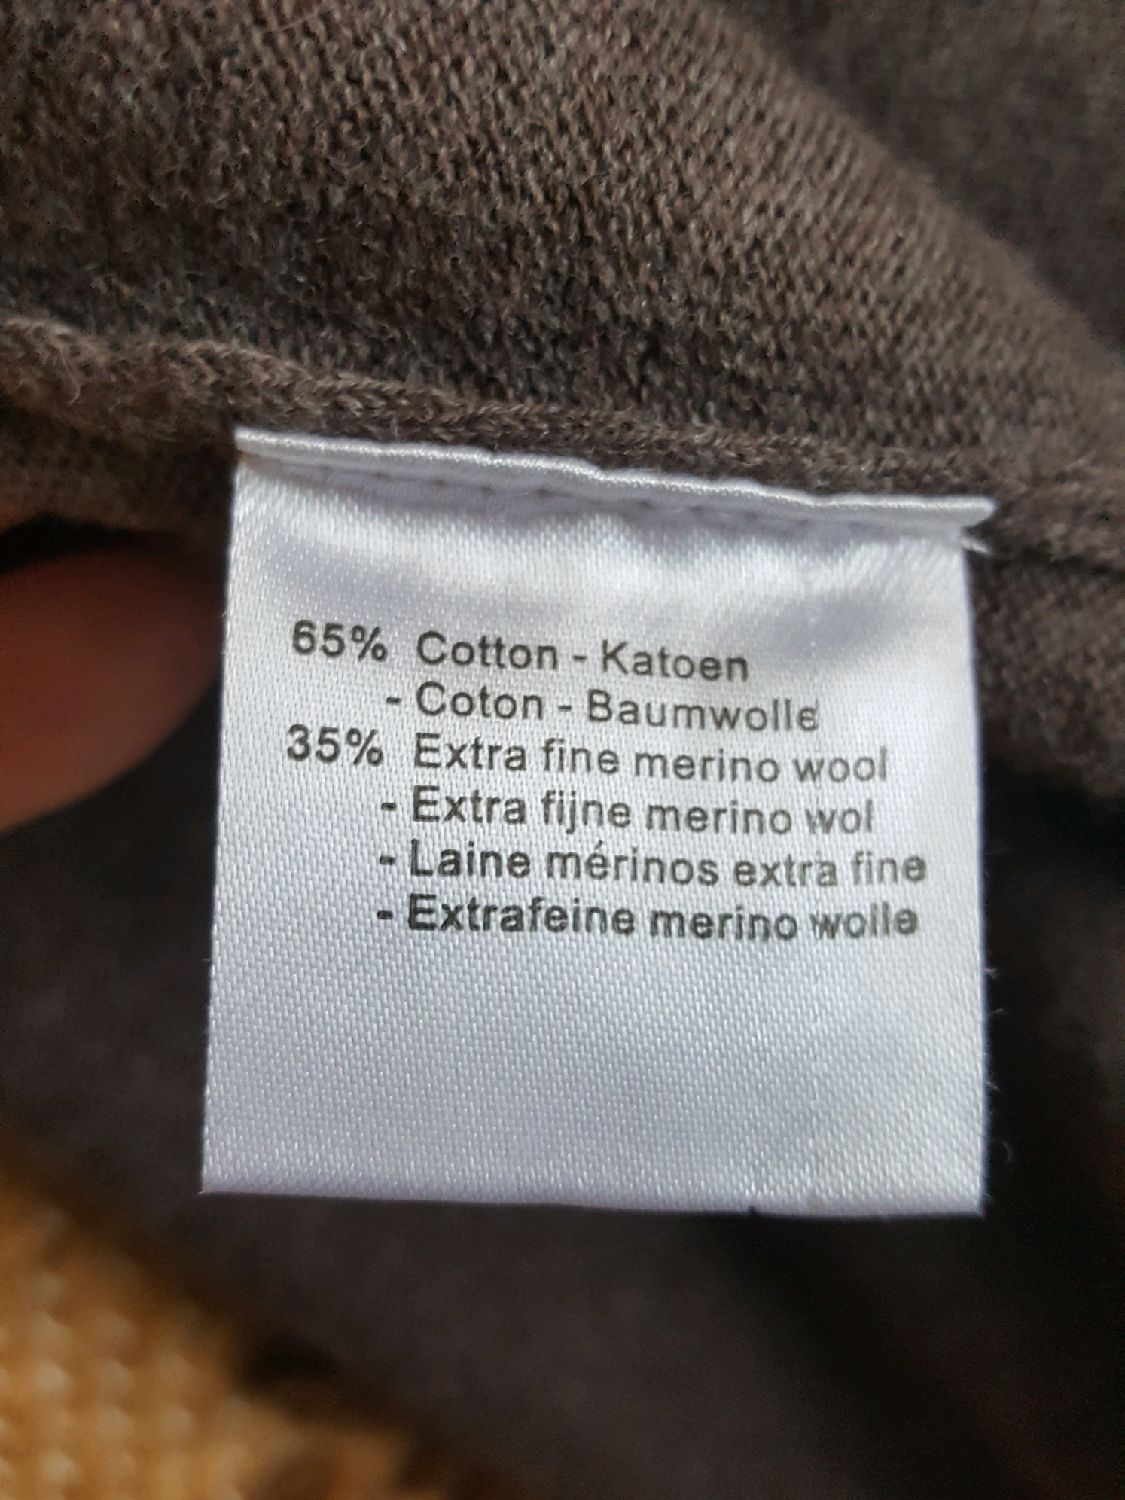 65% Cotton - Katoen
- Coton - Baumwolle
35% Extra fine merino wool
- Extra fijne merino wol
- Laine mérinos extra fine
- Extrafeine merino wolle